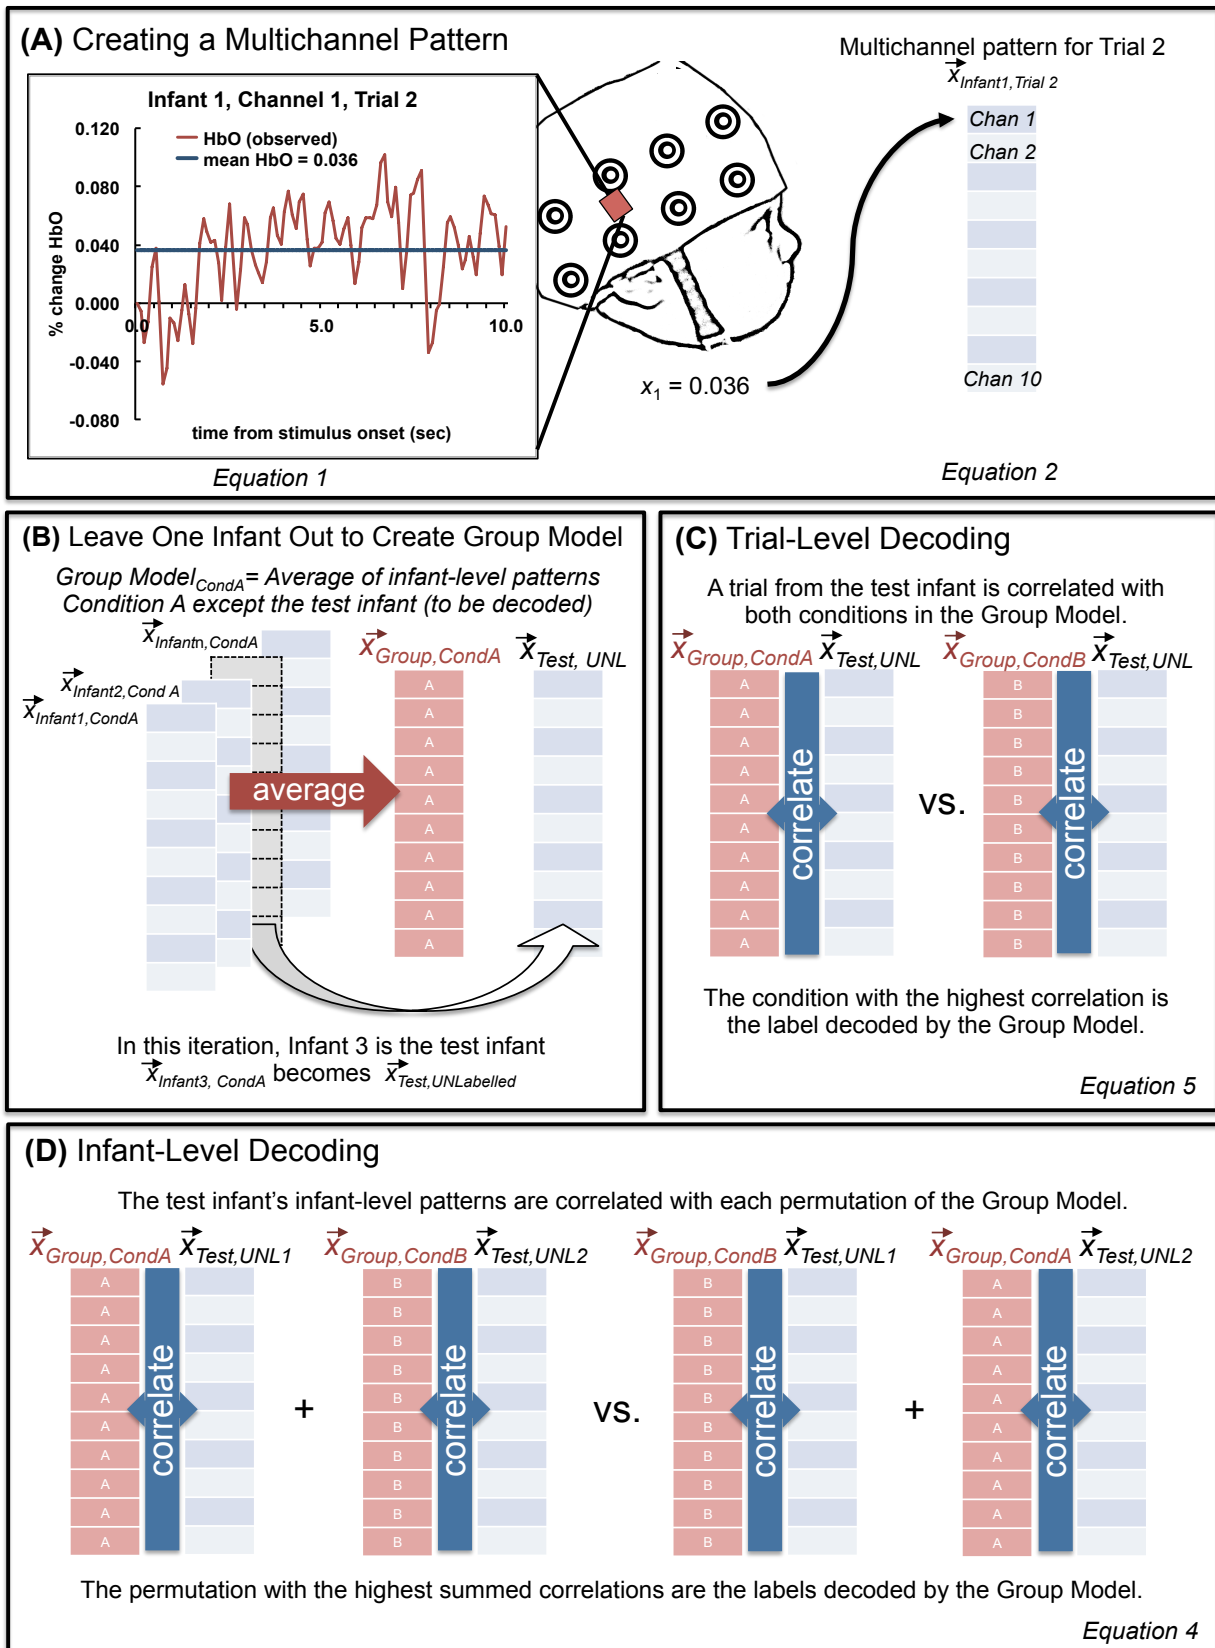 (A) Creating a Multichannel Pattern
Infant 1, Channel 1, Trial 2
HbO (observed)
mean HbO = 0.036
% change HbO
0.120
0.080
0.040
0.000
-0.040
-0.080
0.0
5.0
10.0
time from stimulus onset (sec)
Equation 1
x1 = 0.036
Multichannel pattern for Trial 2
xInfant1,Trial 2
Chan 1
Chan 2
Chan 10
Equation 2
(B) Leave One Infant Out to Create Group Model
Group ModelCondA= Average of infant-level patterns
Condition A except the test infant (to be decoded)
xInfantn,CondA
xInfant2,Cond A
xInfant1,CondA
average
xGroup,CondA
A
A
A
A
A
A
A
A
A
A
xTest, UNL
In this iteration, Infant 3 is the test infant
xInfant3, CondA becomes xTest,UNLabelled
(C) Trial-Level Decoding
A trial from the test infant is correlated with
both conditions in the Group Model.
xGroup,CondA xTest,UNL xGroup,CondB xTest,UNL
A
A
A
A
A
A
A
A
A
A
correlate
vs.
B
B
B
B
B
B
B
B
B
B
correlate
The condition with the highest correlation is
the label decoded by the Group Model.
Equation 5
(D) Infant-Level Decoding
The test infant's infant-level patterns are correlated with each permutation of the Group Model.
xGroup,CondA xTest,UNL1 xGroup,CondB xTest,UNL2 xGroup,CondB xTest,UNL1 xGroup,CondA xTest,UNL2
A
A
A
A
A
A
A
A
A
A
correlate
+
B
B
B
B
B
B
B
B
B
B
correlate
vs.
B
B
B
B
B
B
B
B
B
B
correlate
+
A
A
A
A
A
A
A
A
A
A
correlate
The permutation with the highest summed correlations are the labels decoded by the Group Model.
Equation 4